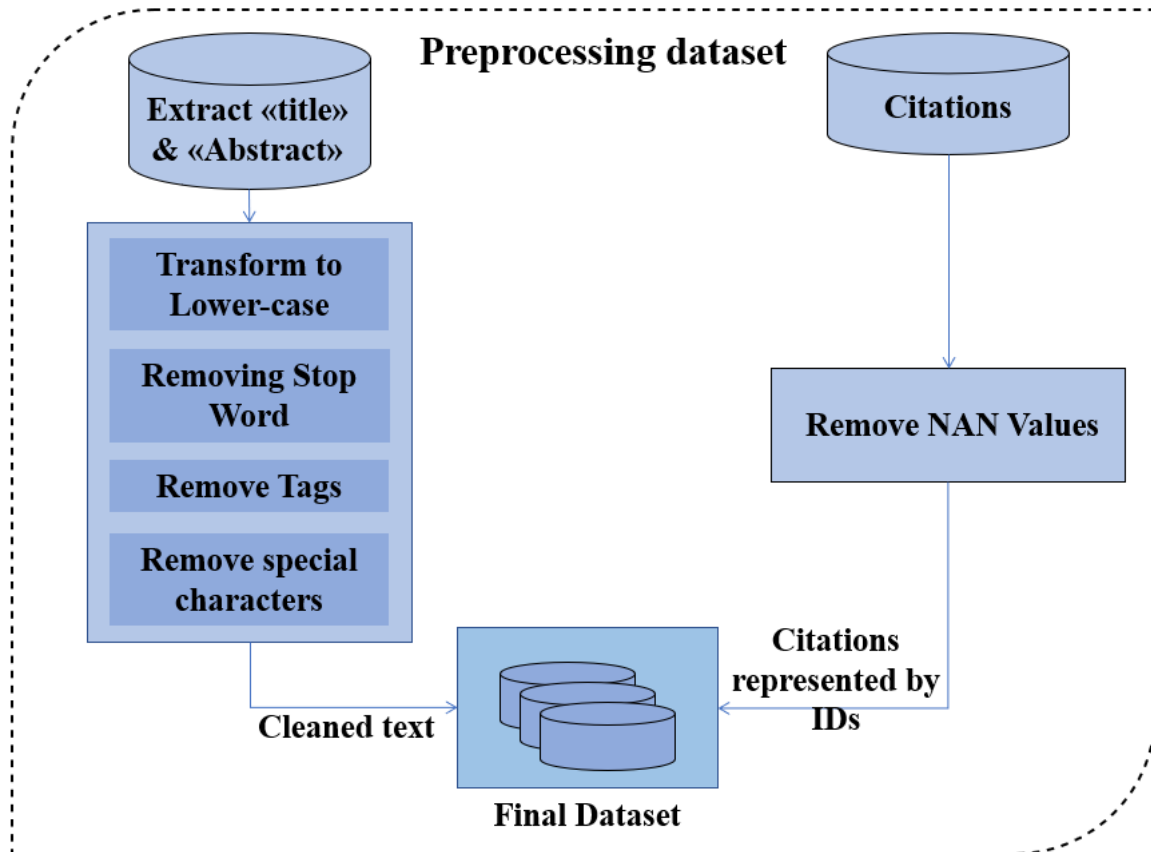 Preprocessing dataset
Extract «title»
& «Abstract»
Citations
Transform to
Lower-case
Removing Stop
Word
Remove Tags
Remove special
characters
Remove NAN Values
Cleaned text
Citations
represented by
IDs
Final Dataset